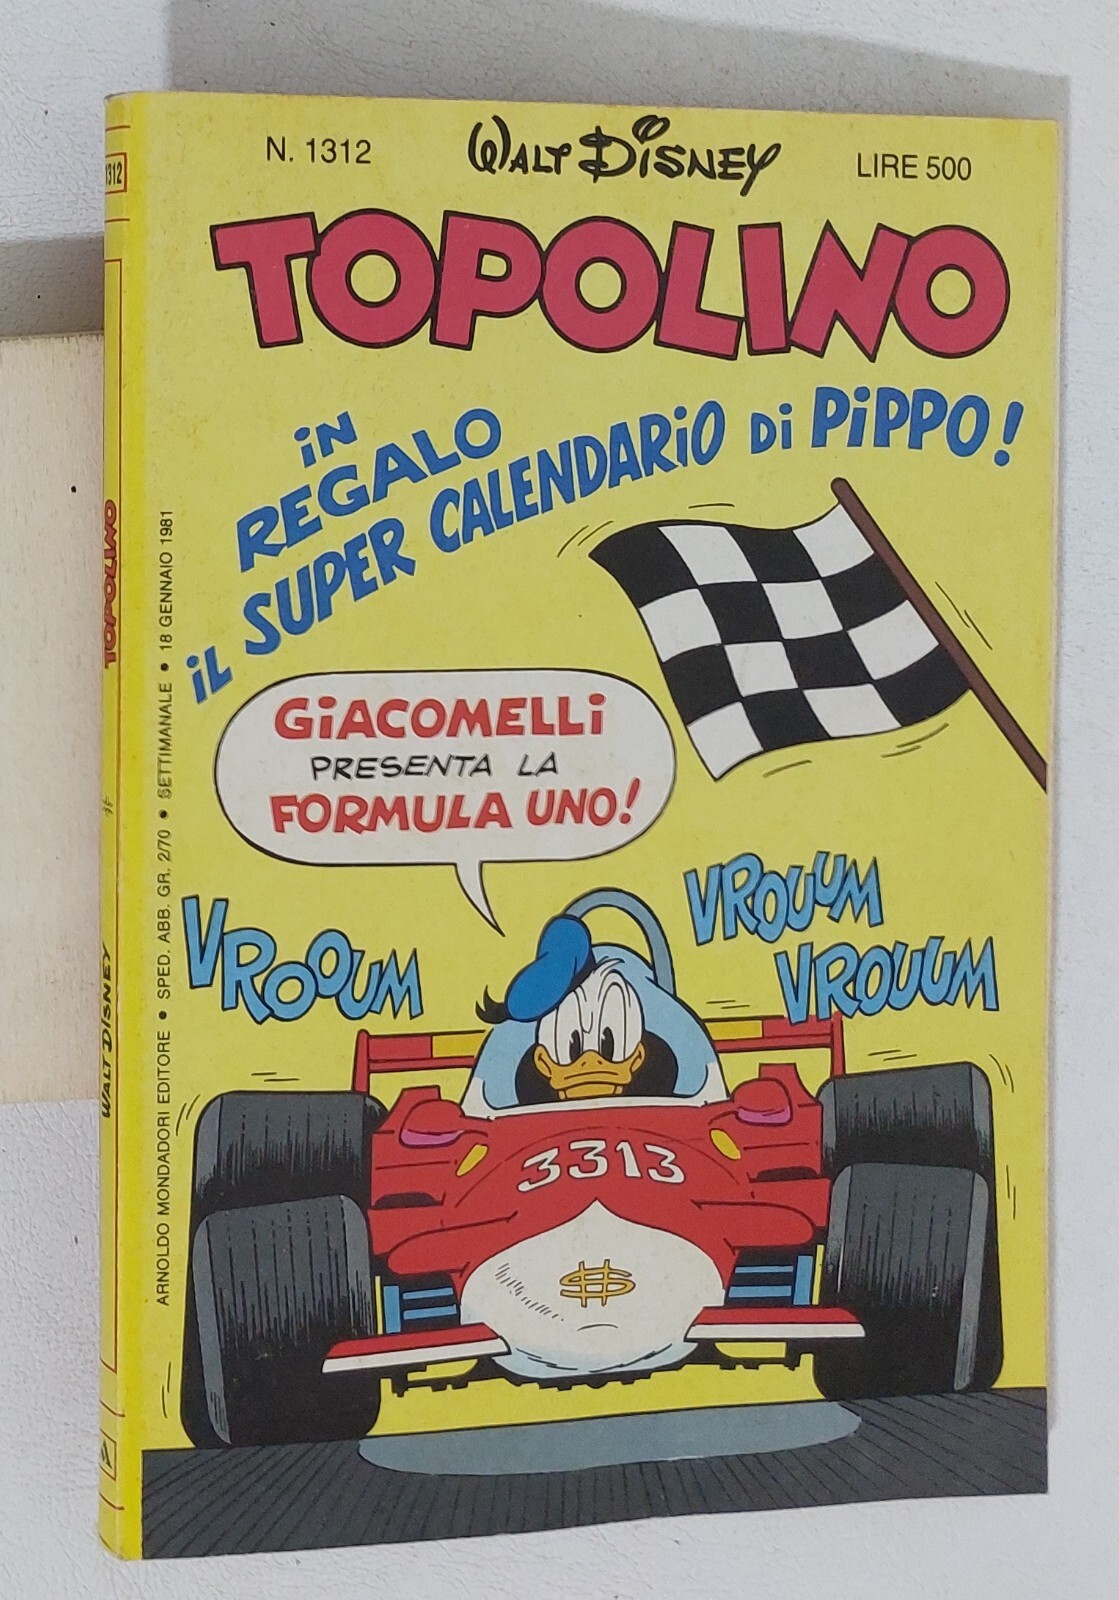 N. 1312
WALT DISNEY
LIRE 500
TOPOLINO
iN
REGALO
iL SUPER CALENDARiO Di PiPPO!
GiACOMELLi
PRESENTA LA
FORMULA UNO!
VROOUM
VROUUM
VROUUM
3313
$
ARNOLDO MONDADORI EDITORE • SPED. ABB. GR. 2/70 • SETTIMANALE • 18 GENNAIO 1981
1312
TOPOLINO
WALT DISNEY